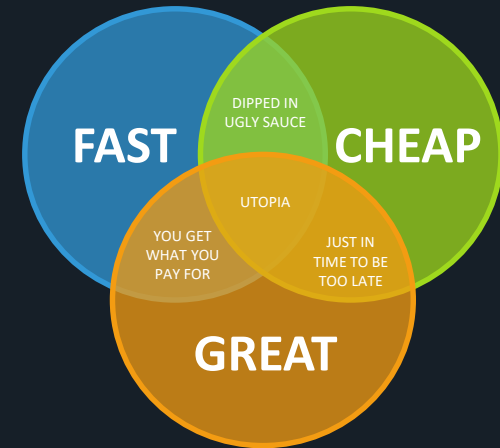 DIPPED IN
UGLY SAUCE
FAST
CHEAP
UTOPIA
YOU GET
WHAT YOU
PAY FOR
JUST IN
TIME TO BE
TOO LATE
GREAT